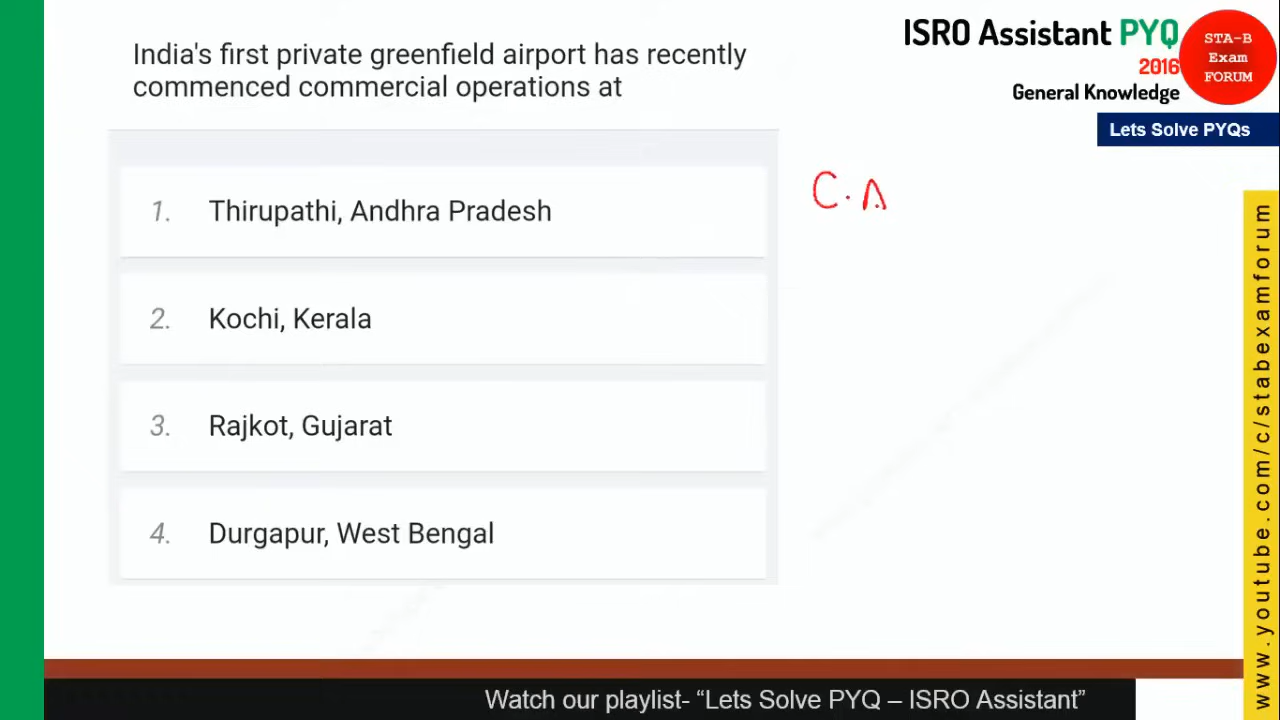 India's first private greenfield airport has recently
commenced commercial operations at
1. Thirupathi, Andhra Pradesh
2. Kochi, Kerala
3. Rajkot, Gujarat
4. Durgapur, West Bengal
C.A
ISRO Assistant PYQ
2016
General Knowledge
STA-B
Exam
FORUM
Lets Solve PYQs
www.youtube.com/c/stabexamforum
Watch our playlist- “Lets Solve PYQ – ISRO Assistant”